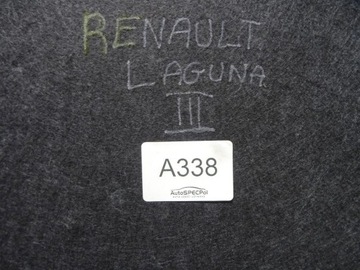 RENAULT
LAGUNA
III
A338
AutoSPECPol